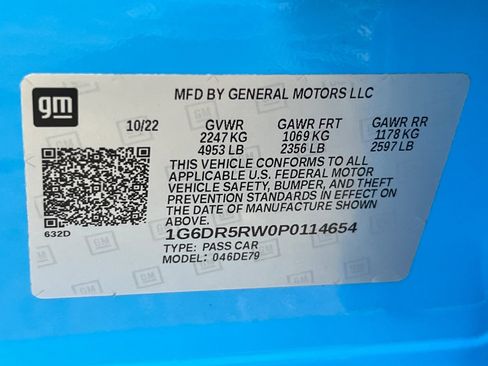 gm
MFD BY GENERAL MOTORS LLC
10/22 GVWR GAWR FRT GAWR RR
2247 KG 1069 KG 1178 KG
4953 LB 2356 LB 2597 LB
THIS VEHICLE CONFORMS TO ALL
APPLICABLE U.S. FEDERAL MOTOR
VEHICLE SAFETY, BUMPER, AND THEFT
PREVENTION STANDARDS IN EFFECT ON
THE DATE OF MANUFACTURE SHOWN
ABOVE.
632D
1G6DR5RW0P0114654
TYPE: PASS CAR
MODEL: 046DE79